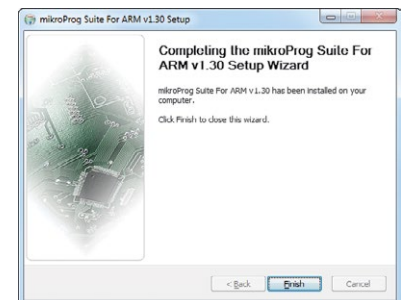 mikroProg Suite For ARM v1.30 Setup
Completing the mikroProg Suite For
ARM v1.30 Setup Wizard
mikroProg Suite For ARM v1.30 has been installed on your
computer.
Click Finish to close this wizard.
< Back
Finish
Cancel